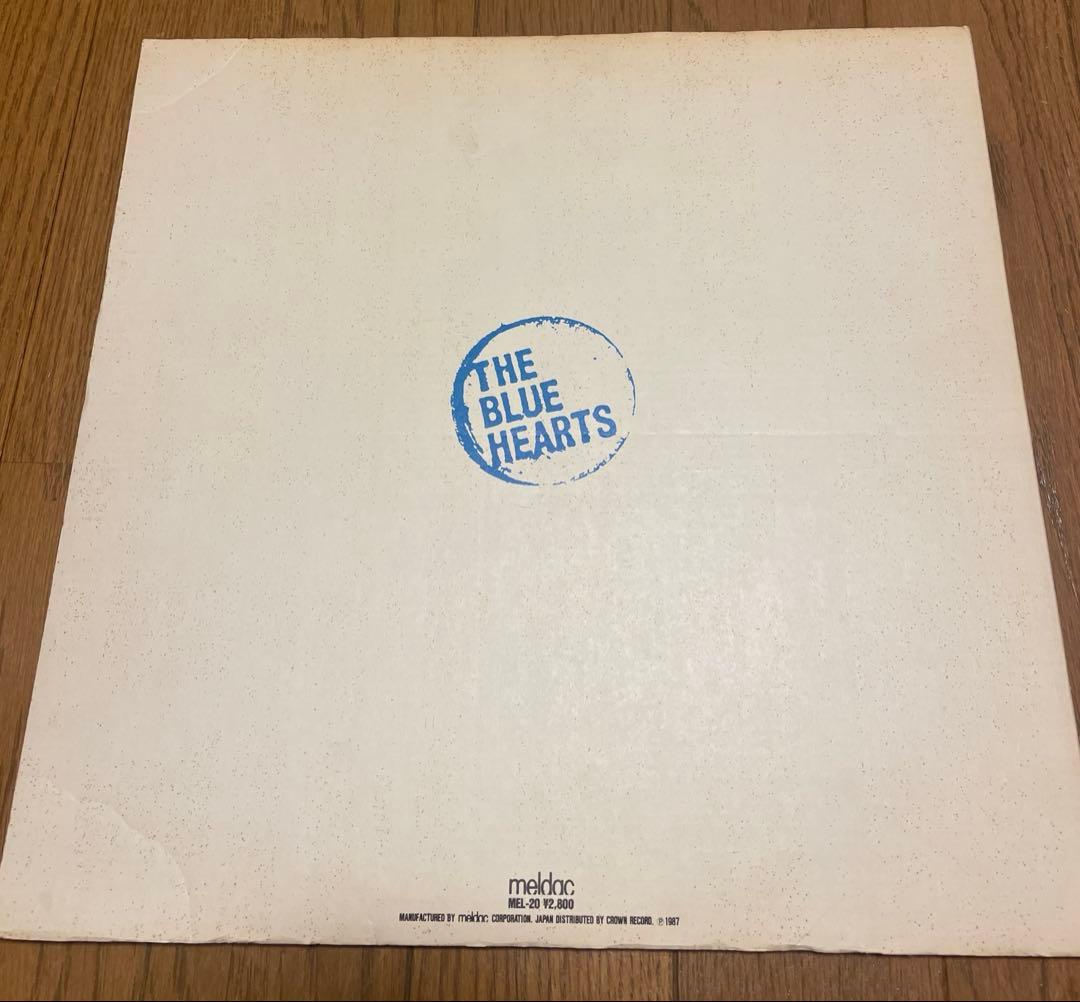 THE
BLUE
HEARTS
meldac
MEL-20 ¥2,800
MANUFACTURED BY meldac CORPORATION. JAPAN DISTRIBUTED BY CROWN RECORD. ℗ 1987